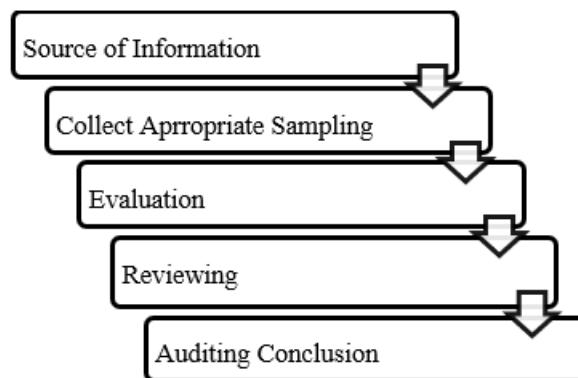 Source of Information
Collect Aprropriate Sampling
Evaluation
Reviewing
Auditing Conclusion